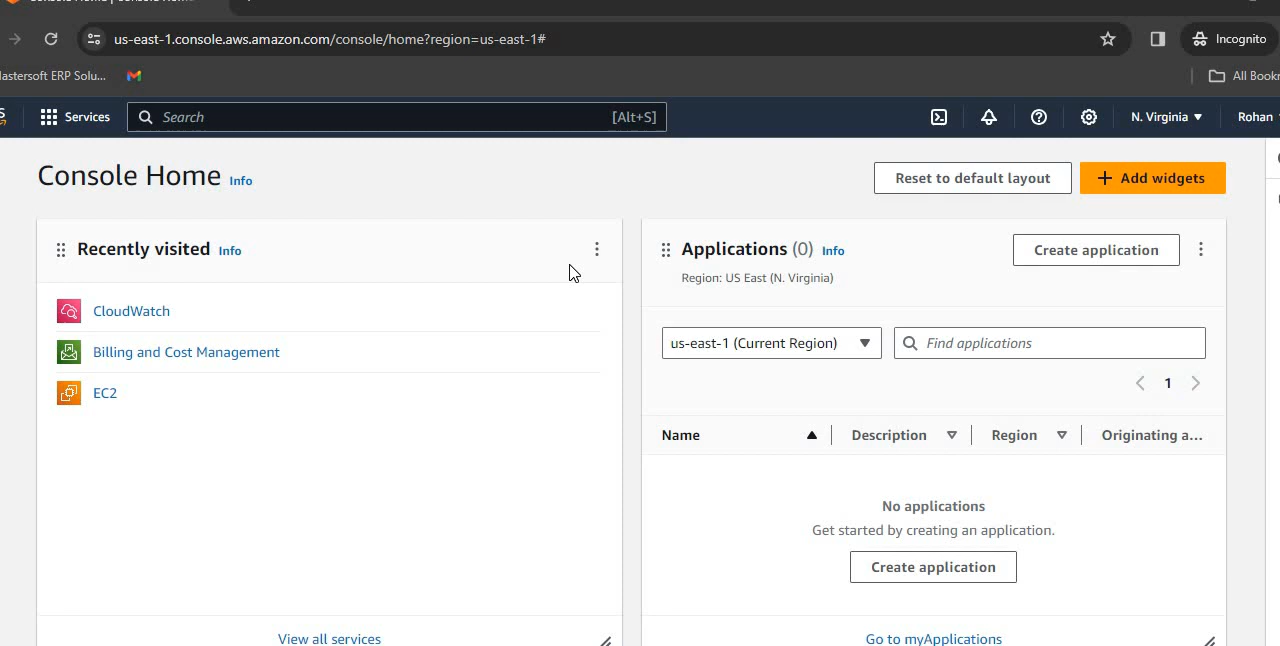 us-east-1.console.aws.amazon.com/console/home?region=us-east-1#
Incognito
lastersoft ERP Solu...
All Bookr
Services
Search
[Alt+S]
N. Virginia
Rohan
Console Home Info
Reset to default layout
+ Add widgets
Recently visited Info
CloudWatch
Billing and Cost Management
EC2
View all services
Applications (0) Info
Create application
Region: US East (N. Virginia)
us-east-1 (Current Region)
Find applications
1
Name Description Region Originating a...
No applications
Get started by creating an application.
Create application
Go to myApplications